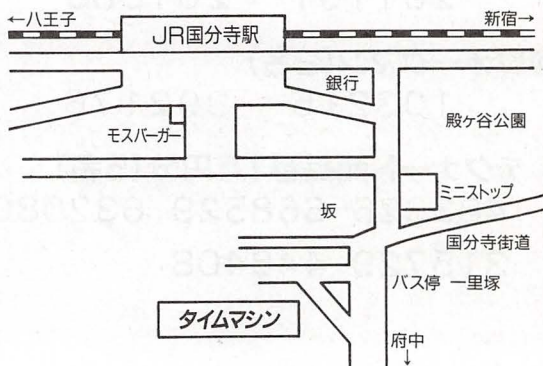 ←八王子
新宿→
JR国分寺駅
銀行
殿ヶ谷公園
モスバーガー
ミニストップ
坂
国分寺街道
バス停 一里塚
タイムマシン
府中
↓